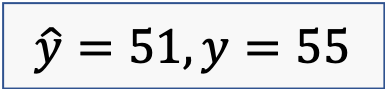 ŷ = 51, y = 55